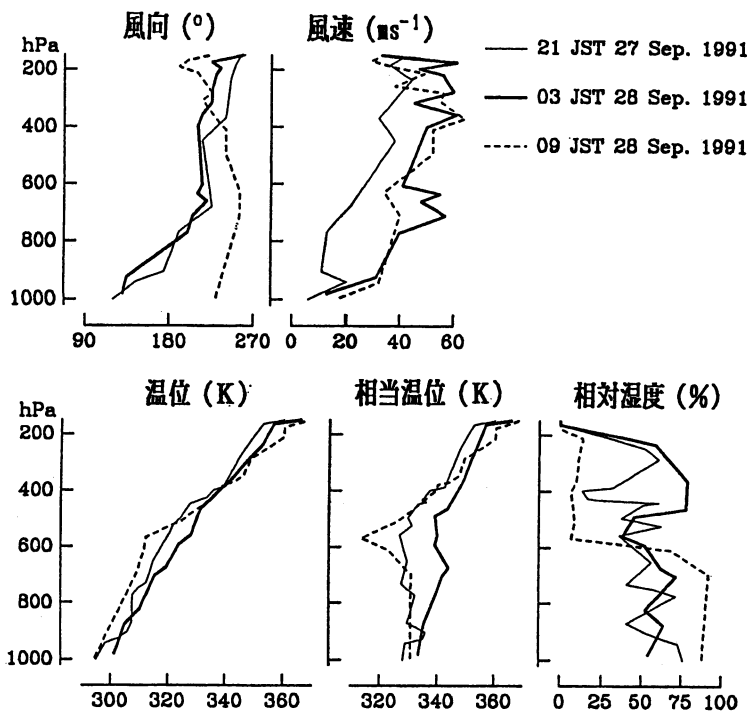 風向 (°)
風速 (ms⁻¹)
hPa
200
400
600
800
1000
90 180 270
0 20 40 60
21 JST 27 Sep. 1991
03 JST 28 Sep. 1991
09 JST 28 Sep. 1991
温位 (K)
相当温位 (K)
相対湿度 (%)
hPa
200
400
600
800
1000
300 320 340 360
320 340 360
0 25 50 75 100